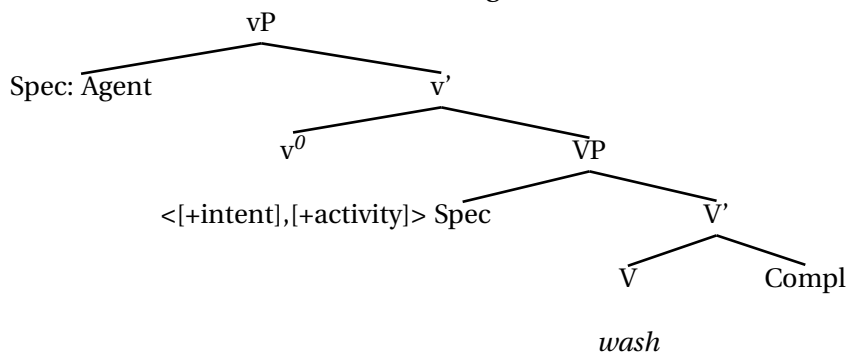 vP
Spec: Agent v’
v⁰ VP
<[+intent],[+activity]> Spec V’
V Compl
wash